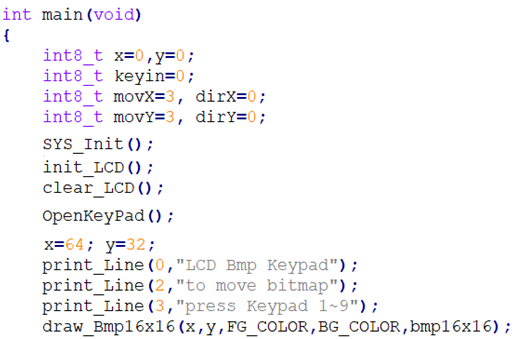 int main(void)
{
    int8_t x=0,y=0;
    int8_t keyin=0;
    int8_t movX=3, dirX=0;
    int8_t movY=3, dirY=0;
    SYS_Init();
    init_LCD();
    clear_LCD();
    OpenKeyPad();
    x=64; y=32;
    print_Line(0,"LCD Bmp Keypad");
    print_Line(2,"to move bitmap");
    print_Line(3,"press Keypad 1~9");
    draw_Bmp16x16(x,y,FG_COLOR,BG_COLOR,bmp16x16);